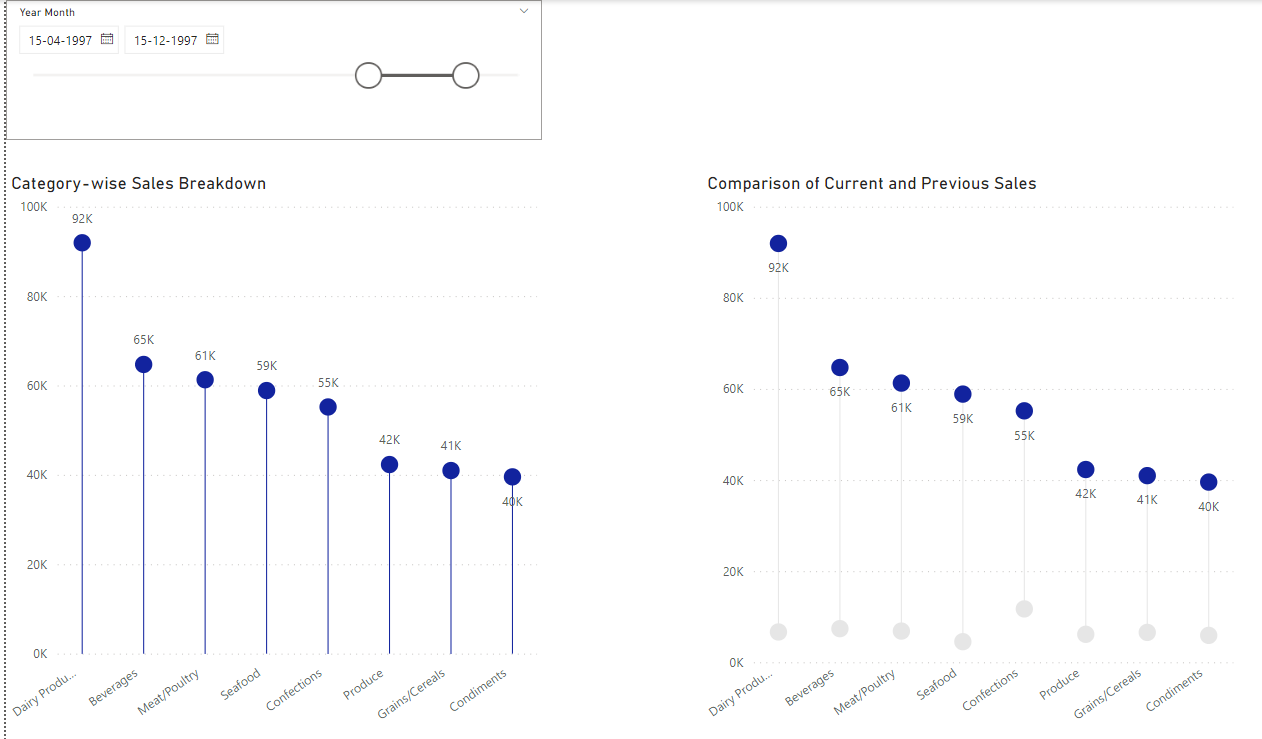 Year Month
15-04-1997 15-12-1997
Category-wise Sales Breakdown
100K
80K
60K
40K
20K
0K
92K
65K
61K
59K
55K
42K
41K
40K
Dairy Produ...
Beverages
Meat/Poultry
Seafood
Confections
Produce
Grains/Cereals
Condiments
Comparison of Current and Previous Sales
100K
80K
60K
40K
20K
0K
92K
65K
61K
59K
55K
42K
41K
40K
Dairy Produ...
Beverages
Meat/Poultry
Seafood
Confections
Produce
Grains/Cereals
Condiments